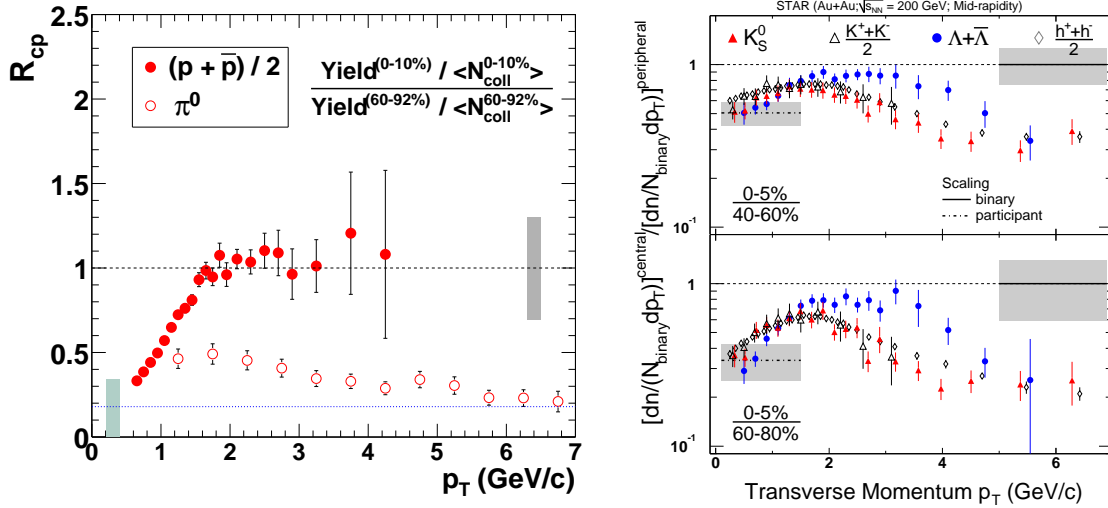 R_cp
2.5
2
1.5
1
0.5
0
(p + p̄) / 2
π⁰
Yield^(0-10%) / <N_coll^0-10%>
Yield^(60-92%) / <N_coll^60-92%>
0 1 2 3 4 5 6 7
p_T (GeV/c)
STAR (Au+Au;√s_NN = 200 GeV; Mid-rapidity)
K_S^0
K⁺+K⁻
2
Λ+Λ̄
h⁺+h⁻
2
[dn/(N_binary dp_T)]^central/[dn/N_binary dp_T)]^peripheral
1
10⁻¹
0-5%
40-60%
Scaling
binary
participant
1
10⁻¹
0-5%
60-80%
0 2 4 6
Transverse Momentum p_T (GeV/c)